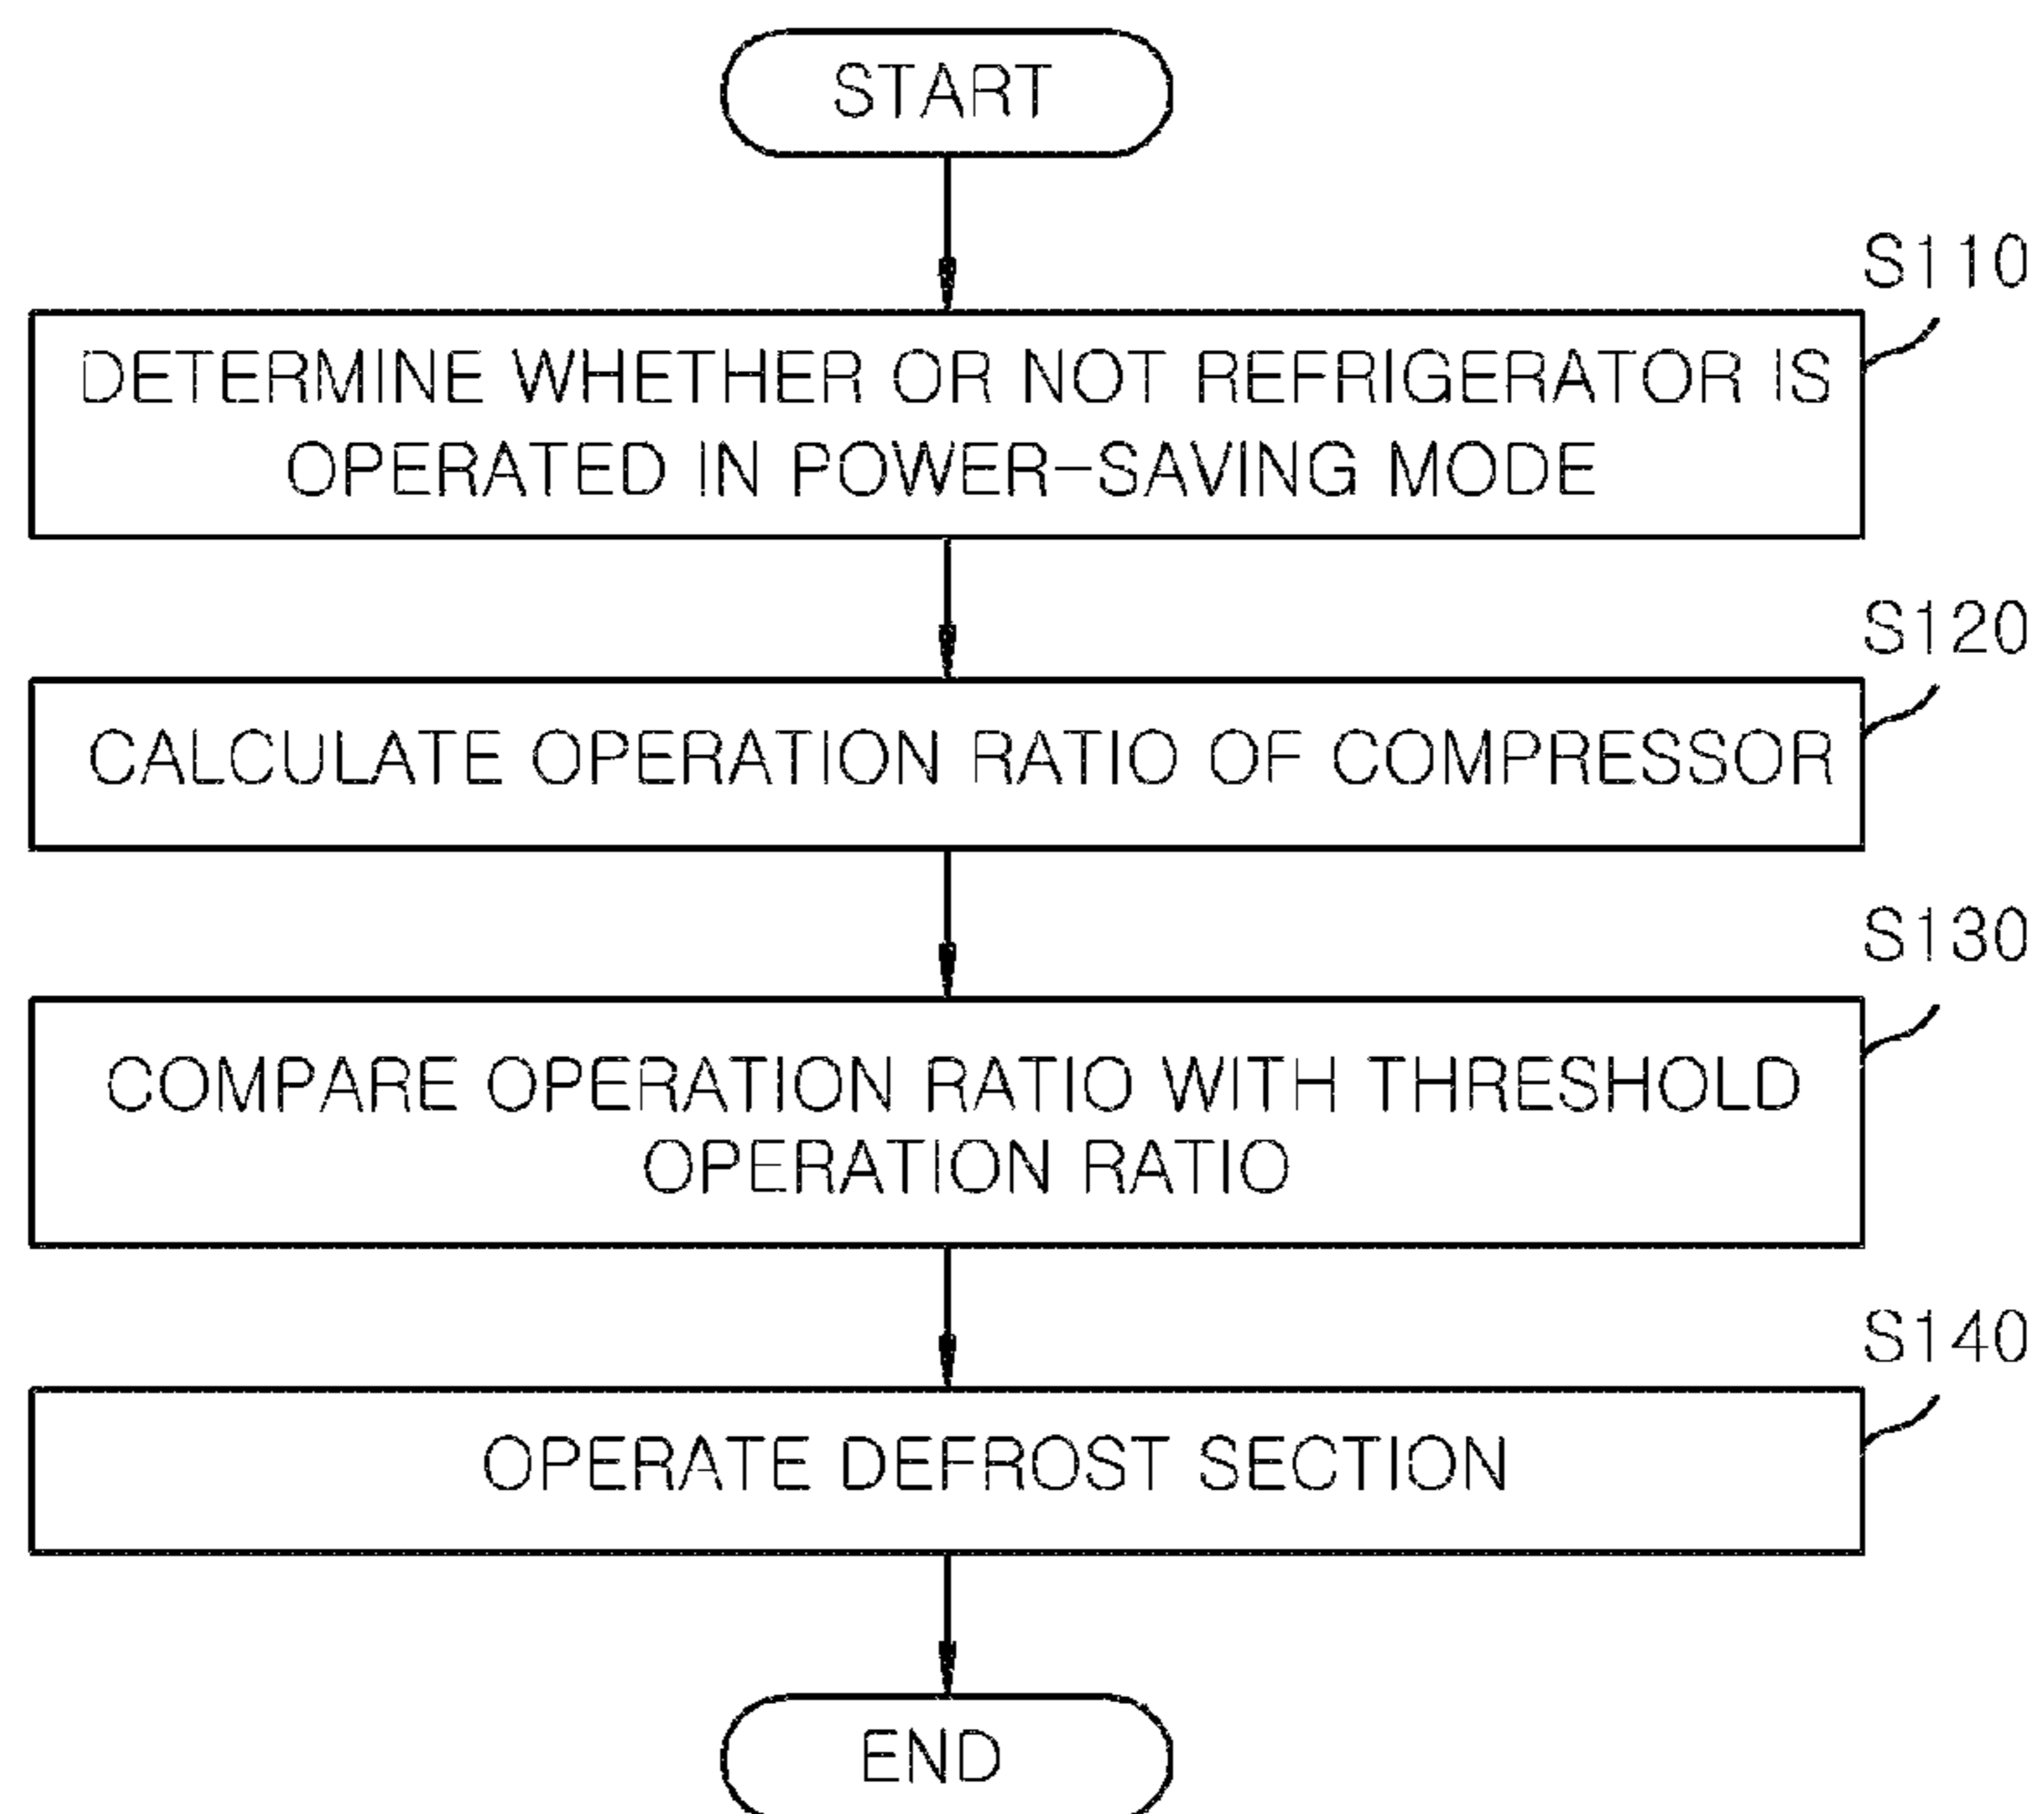 START
S110
DETERMINE WHETHER OR NOT REFRIGERATOR IS
OPERATED IN POWER-SAVING MODE
S120
CALCULATE OPERATION RATIO OF COMPRESSOR
S130
COMPARE OPERATION RATIO WITH THRESHOLD
OPERATION RATIO
S140
OPERATE DEFROST SECTION
END